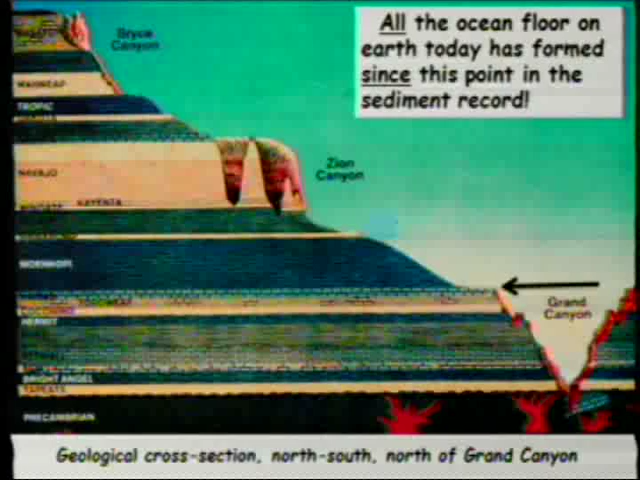 All the ocean floor on
earth today has formed
since this point in the
sediment record!
Bryce
Canyon
WAHWEAP
TROPIC
Zion
Canyon
NAVAJO
KAYENTA
MOENKOPI
Grand
Canyon
HERMIT
BRIGHT ANGEL
TAPEATS
PRECAMBRIAN
Geological cross-section, north-south, north of Grand Canyon